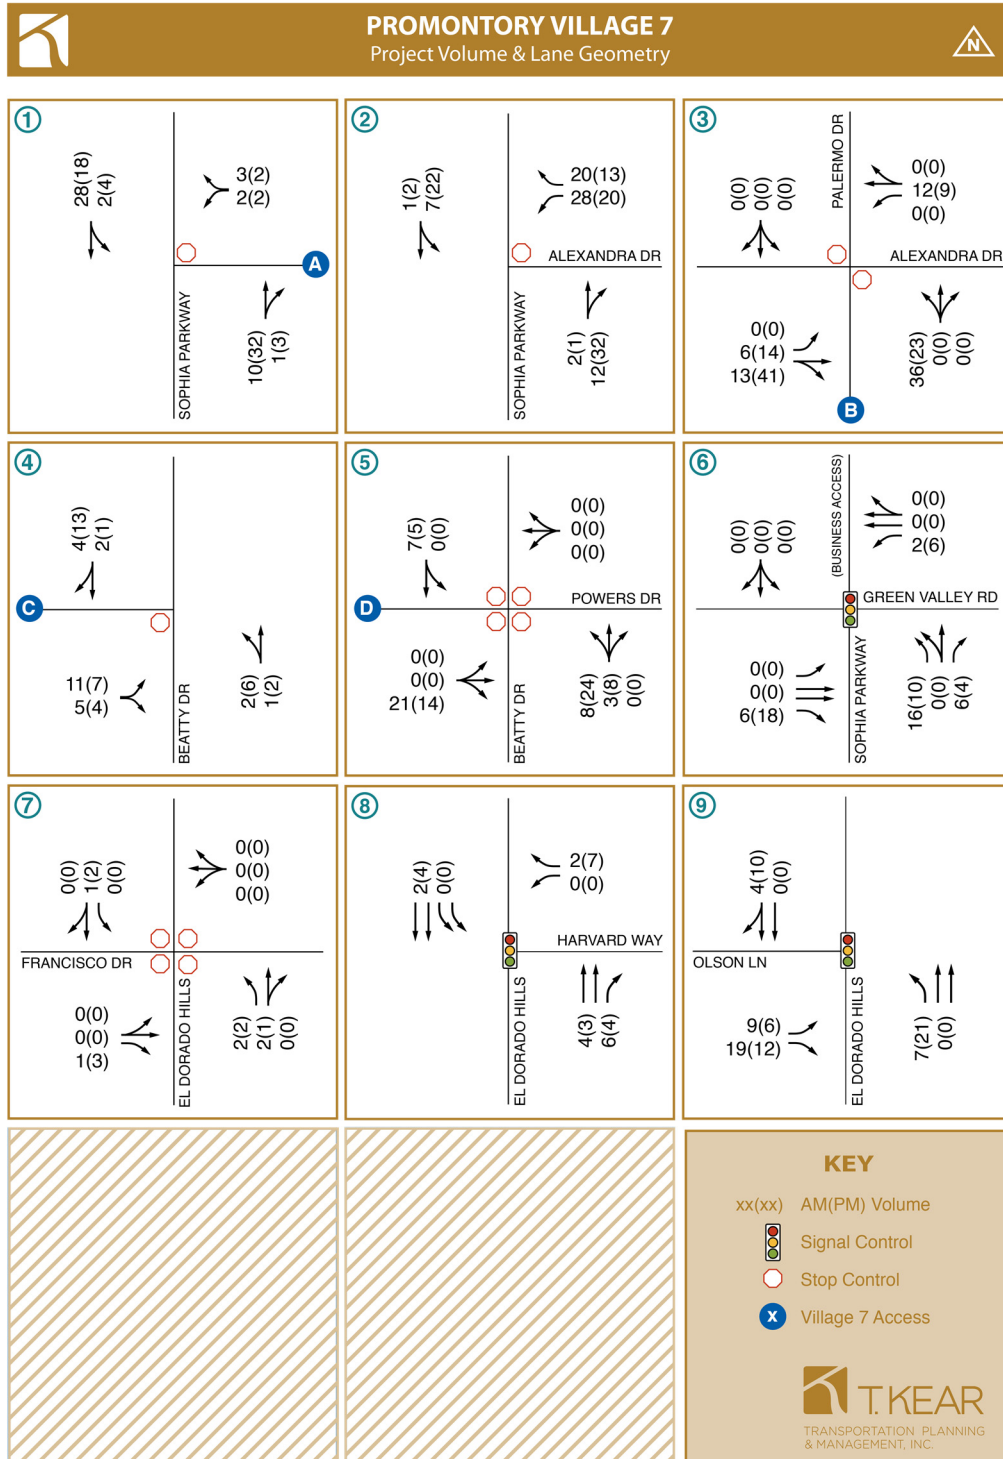 PROMONTORY VILLAGE 7
Project Volume & Lane Geometry
N
1
28(18)
2(4)
3(2)
2(2)
A
SOPHIA PARKWAY
10(32)
1(3)
2
1(2)
7(22)
20(13)
28(20)
ALEXANDRA DR
SOPHIA PARKWAY
2(1)
12(32)
3
PALERMO DR
0(0)
0(0)
0(0)
0(0)
12(9)
0(0)
ALEXANDRA DR
0(0)
6(14)
13(41)
36(23)
0(0)
0(0)
B
4
4(13)
2(1)
C
11(7)
5(4)
BEATTY DR
2(6)
1(2)
5
7(5)
0(0)
0(0)
0(0)
0(0)
D
POWERS DR
0(0)
0(0)
21(14)
BEATTY DR
8(24)
3(8)
0(0)
6
(BUSINESS ACCESS)
0(0)
0(0)
0(0)
0(0)
0(0)
2(6)
GREEN VALLEY RD
0(0)
0(0)
6(18)
SOPHIA PARKWAY
16(10)
0(0)
6(4)
7
0(0)
1(2)
0(0)
0(0)
0(0)
0(0)
FRANCISCO DR
0(0)
0(0)
1(3)
EL DORADO HILLS
2(2)
2(1)
0(0)
8
2(4)
0(0)
2(7)
0(0)
HARVARD WAY
EL DORADO HILLS
4(3)
6(4)
9
4(10)
0(0)
OLSON LN
9(6)
19(12)
EL DORADO HILLS
7(21)
0(0)
KEY
xx(xx) AM(PM) Volume
Signal Control
Stop Control
X Village 7 Access
T. KEAR
TRANSPORTATION PLANNING
& MANAGEMENT, INC.